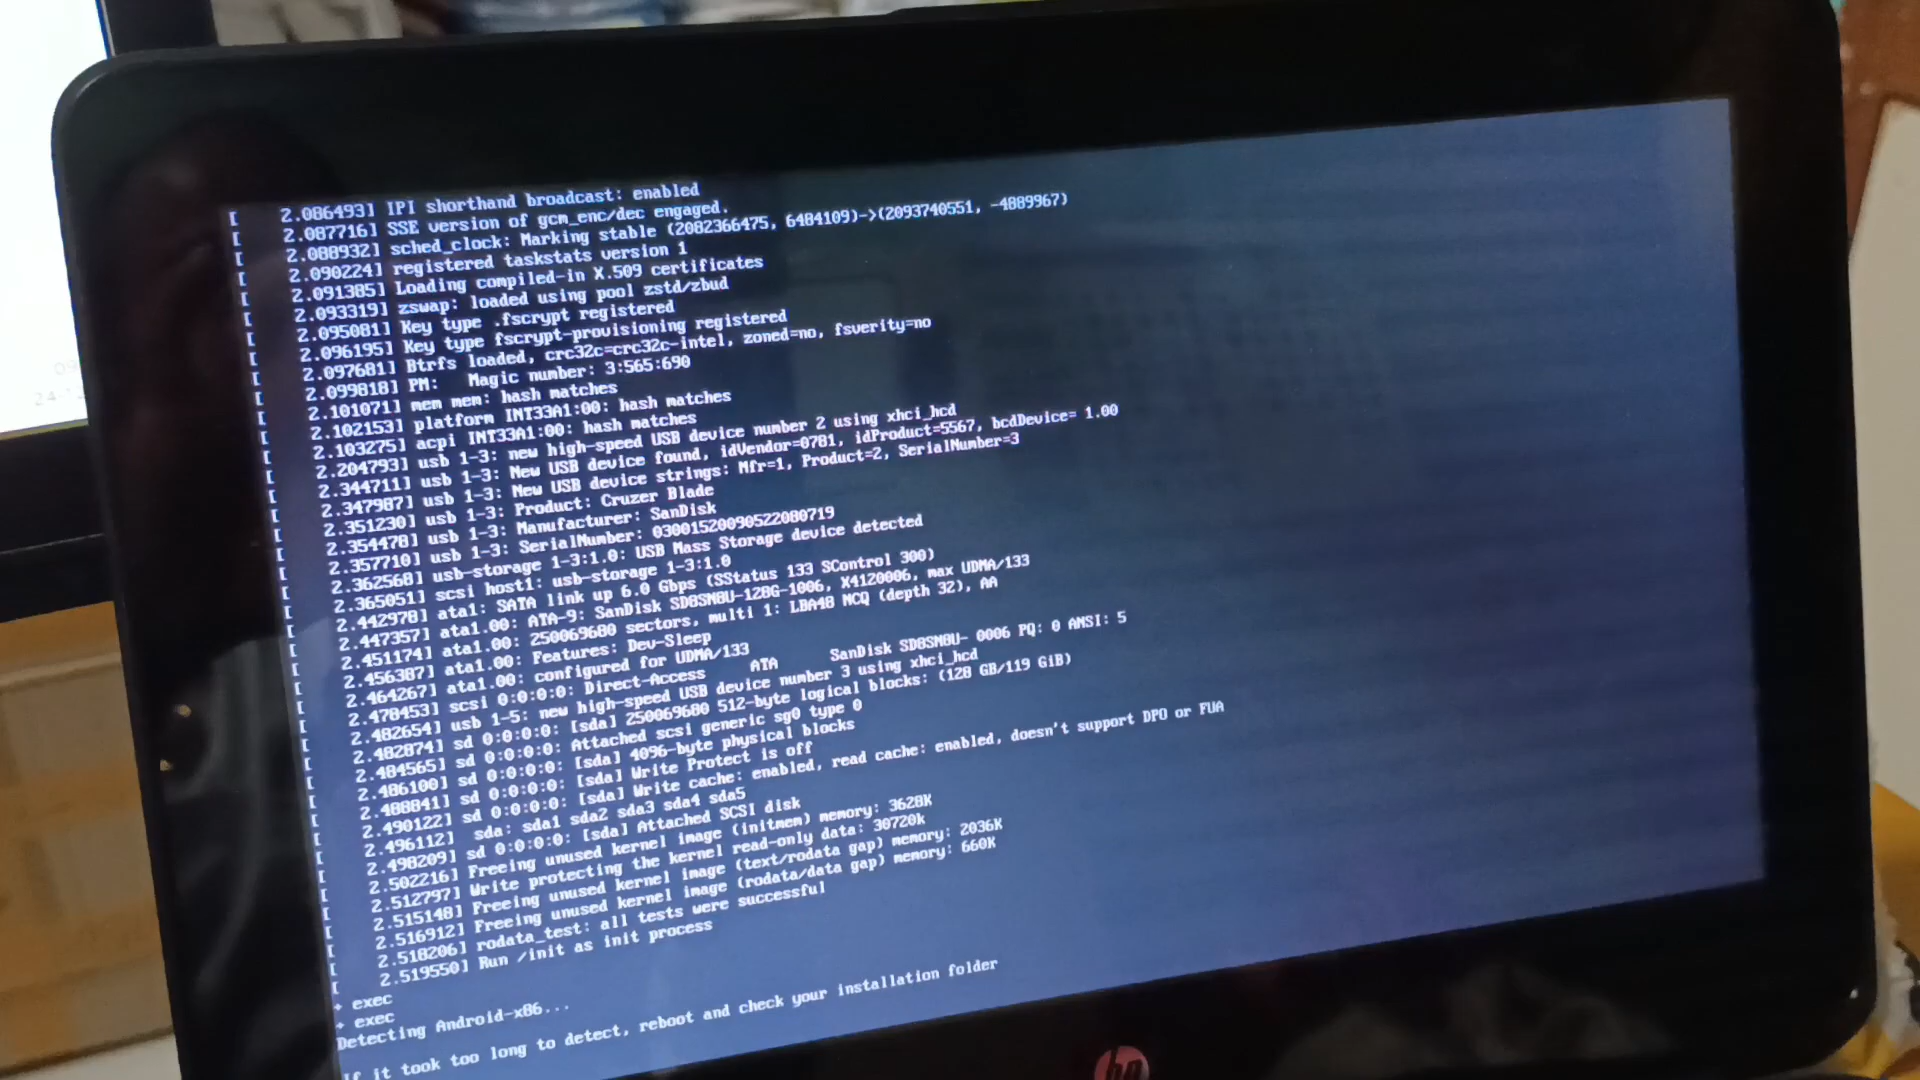 [    2.086493] IPI shorthand broadcast: enabled
[    2.087716] SSE version of gcm_enc/dec engaged.
[    2.088932] sched_clock: Marking stable (2082366475, 6484109)->(2093740551, -4889967)
[    2.090224] registered taskstats version 1
[    2.091385] Loading compiled-in X.509 certificates
[    2.093319] zswap: loaded using pool zstd/zbud
[    2.095081] Key type .fscrypt registered
[    2.096195] Key type fscrypt-provisioning registered
[    2.097681] Btrfs loaded, crc32c=crc32c-intel, zoned=no, fsverity=no
[    2.099818] PM:   Magic number: 3:565:690
[    2.101071] mem mem: hash matches
[    2.102153] platform INT33A1:00: hash matches
[    2.103275] acpi INT33A1:00: hash matches
[    2.204793] usb 1-3: new high-speed USB device number 2 using xhci_hcd
[    2.344711] usb 1-3: New USB device found, idVendor=0781, idProduct=5567, bcdDevice= 1.00
[    2.347987] usb 1-3: New USB device strings: Mfr=1, Product=2, SerialNumber=3
[    2.351230] usb 1-3: Product: Cruzer Blade
[    2.354478] usb 1-3: Manufacturer: SanDisk
[    2.357710] usb 1-3: SerialNumber: 03001520090522080719
[    2.362568] usb-storage 1-3:1.0: USB Mass Storage device detected
[    2.365051] scsi host1: usb-storage 1-3:1.0
[    2.442978] ata1: SATA link up 6.0 Gbps (SStatus 133 SControl 300)
[    2.447357] ata1.00: ATA-9: SanDisk SD8SN8U-128G-1006, X4120006, max UDMA/133
[    2.451174] ata1.00: 250069680 sectors, multi 1: LBA48 NCQ (depth 32), AA
[    2.456387] ata1.00: Features: Dev-Sleep
[    2.464267] ata1.00: configured for UDMA/133
[    2.478453] scsi 0:0:0:0: Direct-Access     ATA      SanDisk SD8SN8U- 0006 PQ: 0 ANSI: 5
[    2.482654] usb 1-5: new high-speed USB device number 3 using xhci_hcd
[    2.482874] sd 0:0:0:0: [sda] 250069680 512-byte logical blocks: (128 GB/119 GiB)
[    2.484565] sd 0:0:0:0: Attached scsi generic sg0 type 0
[    2.486100] sd 0:0:0:0: [sda] 4096-byte physical blocks
[    2.488841] sd 0:0:0:0: [sda] Write Protect is off
[    2.490122] sd 0:0:0:0: [sda] Write cache: enabled, read cache: enabled, doesn't support DPO or FUA
[    2.496112]  sda: sda1 sda2 sda3 sda4 sda5
[    2.498209] sd 0:0:0:0: [sda] Attached SCSI disk
[    2.502216] Freeing unused kernel image (initmem) memory: 3628K
[    2.512797] Write protecting the kernel read-only data: 30720k
[    2.515148] Freeing unused kernel image (text/rodata gap) memory: 2036K
[    2.516912] Freeing unused kernel image (rodata/data gap) memory: 660K
[    2.518206] rodata_test: all tests were successful
[    2.519550] Run /init as init process
+ exec
+ exec
Detecting Android-x86...
If it took too long to detect, reboot and check your installation folder
hp